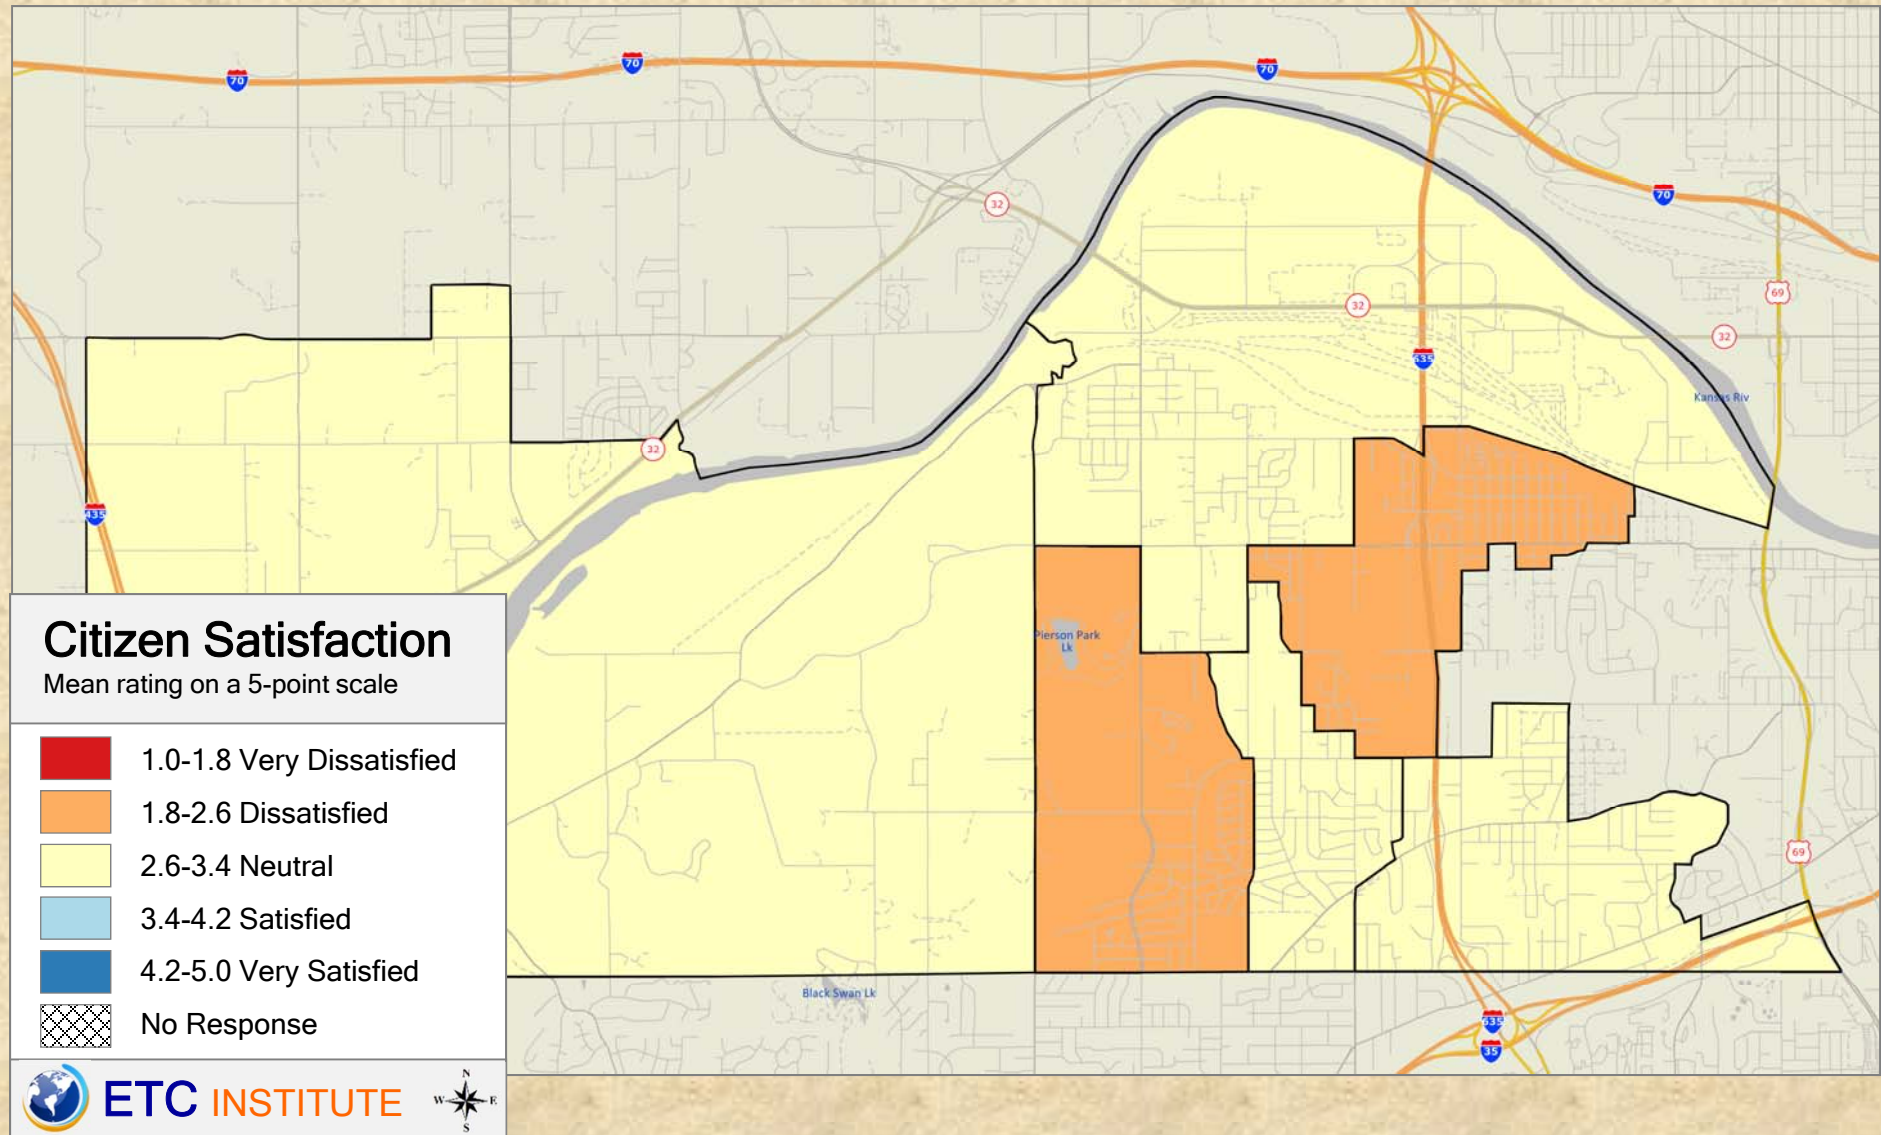 70
70
70
70
32
69
32
32
635
Kansas Riv
32
435
Pierson Park
Lk
69
Black Swan Lk
635
35
Citizen Satisfaction
Mean rating on a 5-point scale
1.0-1.8 Very Dissatisfied
1.8-2.6 Dissatisfied
2.6-3.4 Neutral
3.4-4.2 Satisfied
4.2-5.0 Very Satisfied
No Response
ETC INSTITUTE
N
W E
S